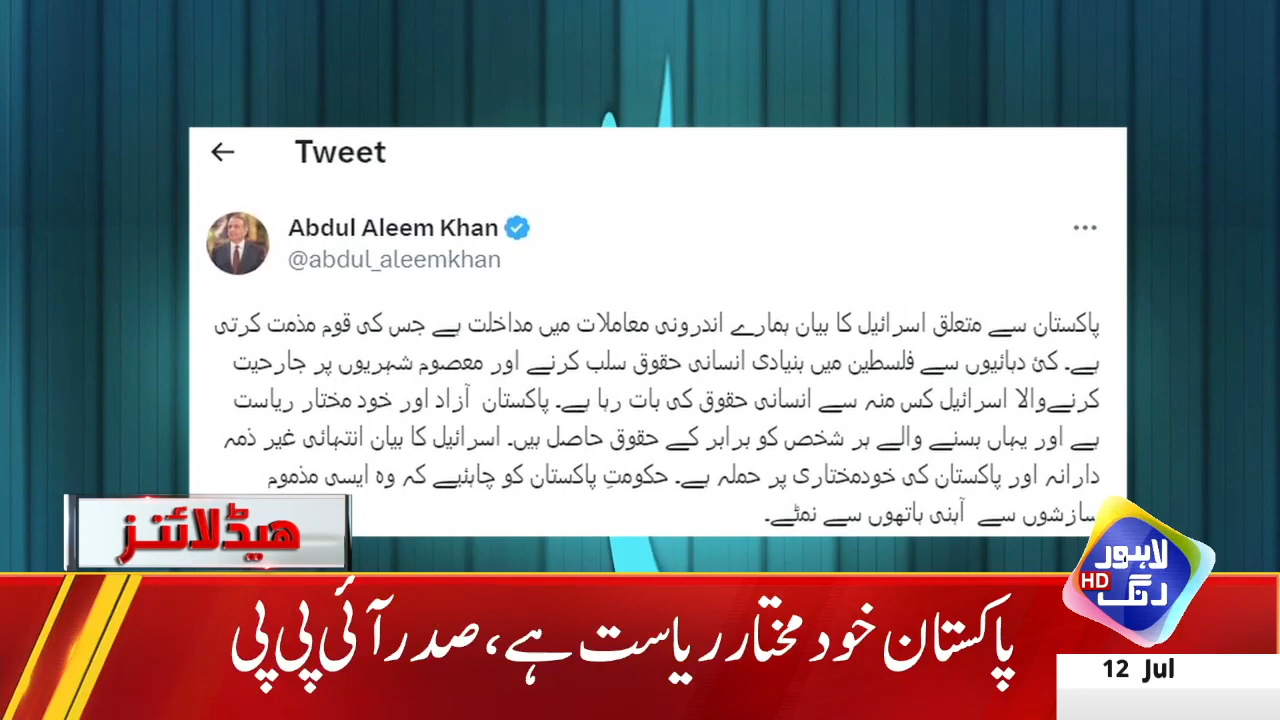 Tweet
Abdul Aleem Khan
@abdul_aleemkhan
پاکستان سے متعلق اسرائیل کا بیان ہمارے اندرونی معاملات میں مداخلت ہے جس کی قوم مذمت کرتی
ہے۔ کئ دہائیوں سے فلسطین میں بنیادی انسانی حقوق سلب کرنے اور معصوم شہریوں پر جارحیت
کرنےوالا اسرائیل کس منہ سے انسانی حقوق کی بات رہا ہے۔ پاکستان آزاد اور خود مختار ریاست
ہے اور یہاں بسنے والے ہر شخص کو برابر کے حقوق حاصل ہیں۔ اسرائیل کا بیان انتہائی غیر ذمہ
دارانہ اور پاکستان کی خودمختاری پر حملہ ہے۔ حکومتِ پاکستان کو چاہئیے کہ وہ ایسی مذموم
سازشوں سے آہنی ہاتھوں سے نمٹے۔
ہیڈلائنز
لاہور
رنگ
HD
پاکستان خود مختار ریاست ہے، صدر آئی پی پی
12 Jul